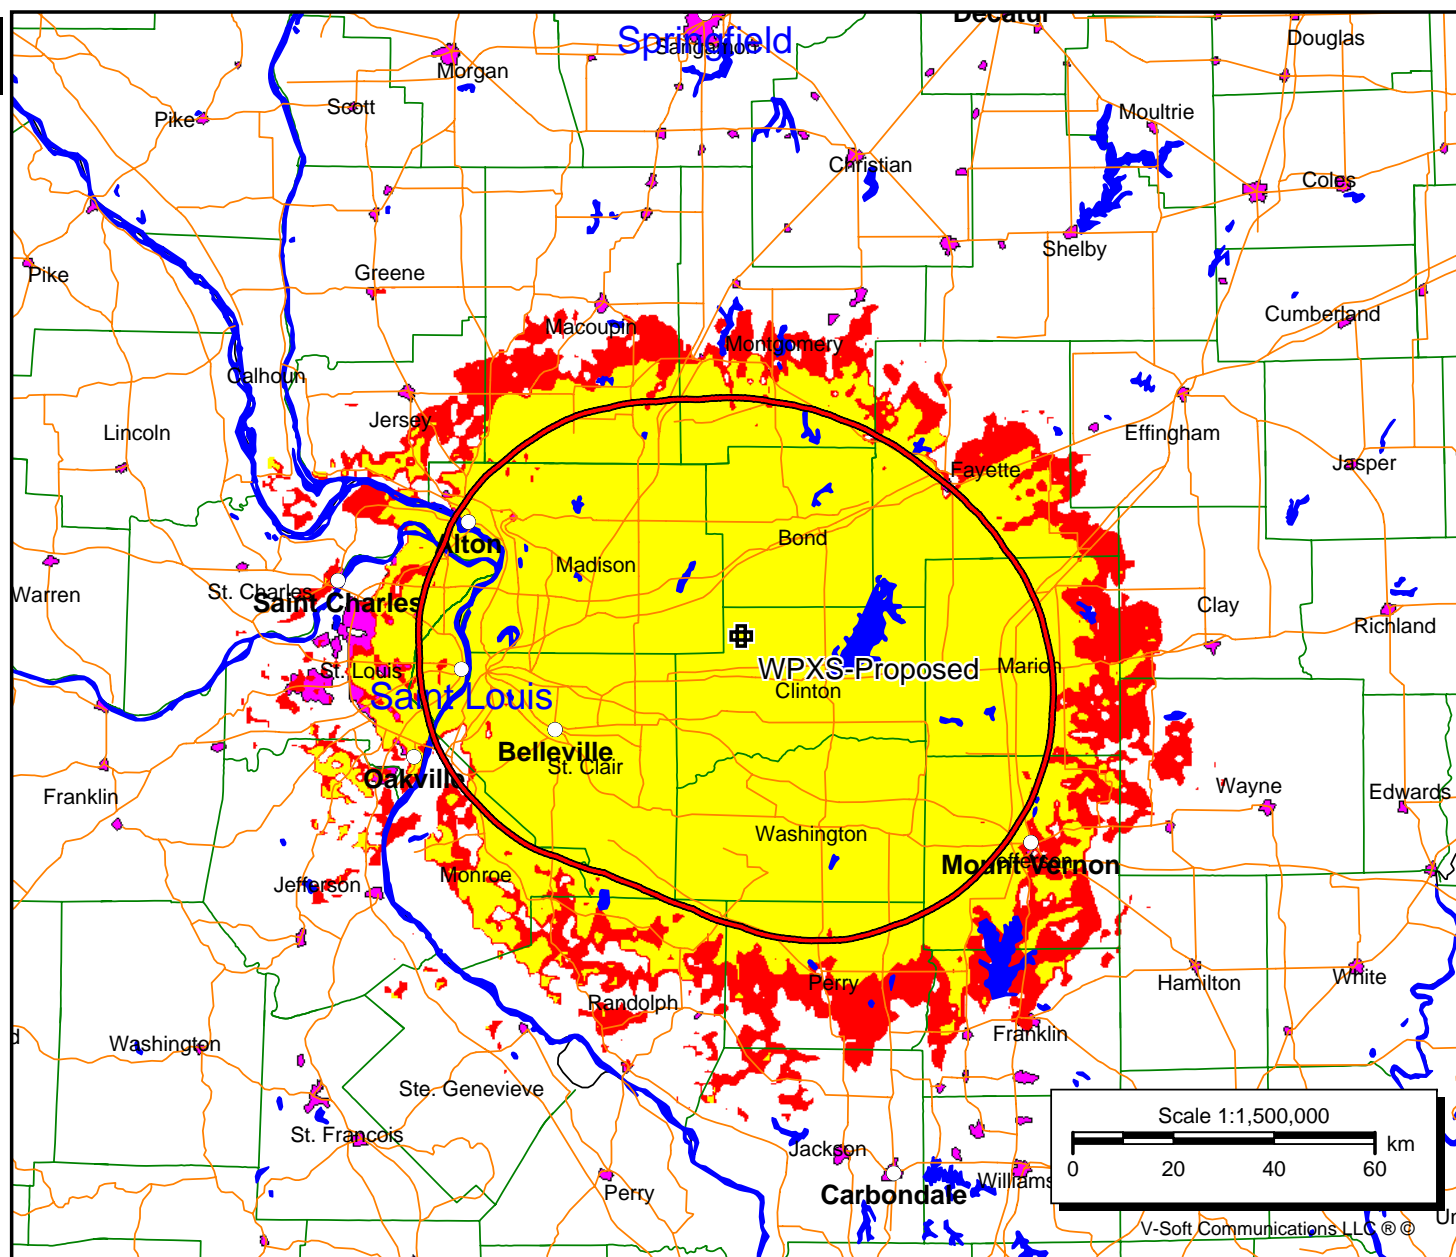 Decatur
Springfield
Sangamon
Douglas
Morgan
Scott
Pike
Moultrie
Christian
Coles
Shelby
Pike
Greene
Cumberland
Macoupin
Montgomery
Calhoun
Jersey
Lincoln
Effingham
Jasper
Fayette
Alton
Bond
Madison
St. Charles
Saint Charles
Warren
Clay
Richland
WPXS-Proposed
St. Louis
Marion
Clinton
Saint Louis
Belleville
St. Clair
Oakville
Franklin
Wayne
Edwards
Washington
Jefferson
Mount Vernon
Monroe
Jefferson
Perry
Hamilton
White
Randolph
Franklin
d
Washington
Ste. Genevieve
St. Francois
Jackson
Williams
Perry
Carbondale
Scale 1:1,500,000
km
0 20 40 60
Un
V-Soft Communications LLC ® ©